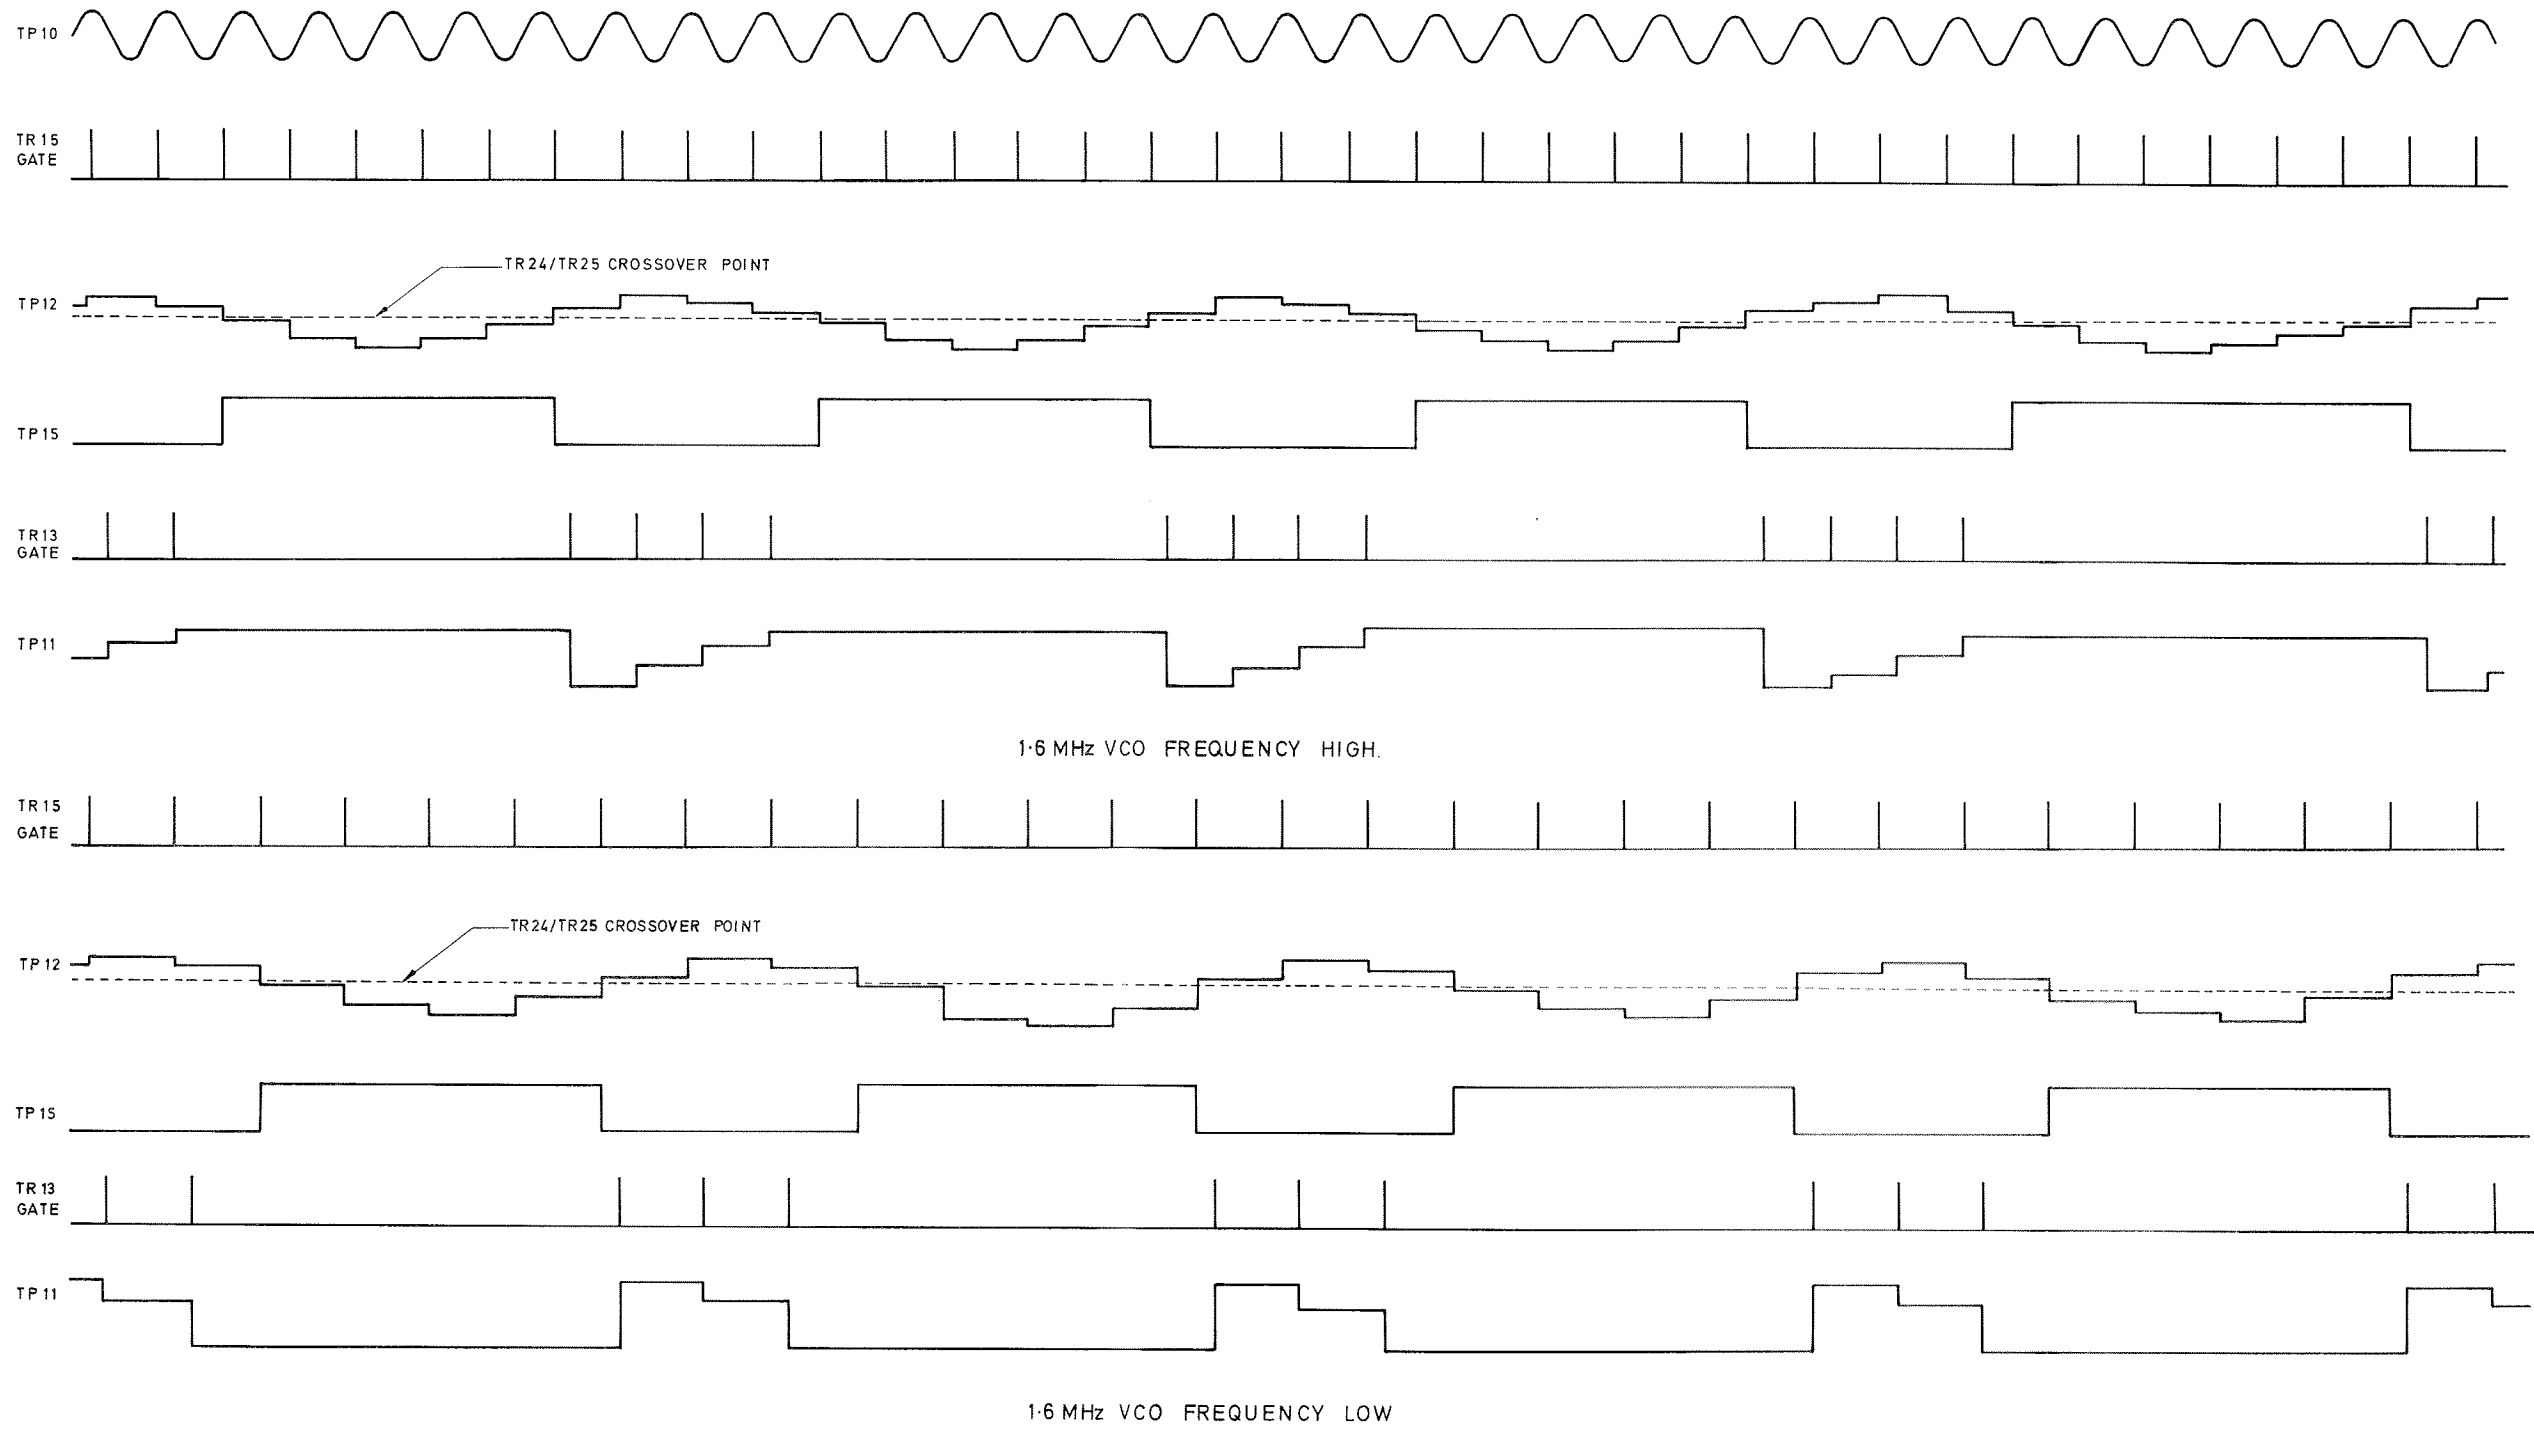 TP10
TR15
GATE
TR24/TR25 CROSSOVER POINT
TP12
TP15
TR13
GATE
TP11
1·6 MHz VCO FREQUENCY HIGH.
TR15
GATE
TR24/TR25 CROSSOVER POINT
TP12
TP15
TR13
GATE
TP11
1·6 MHz VCO FREQUENCY LOW